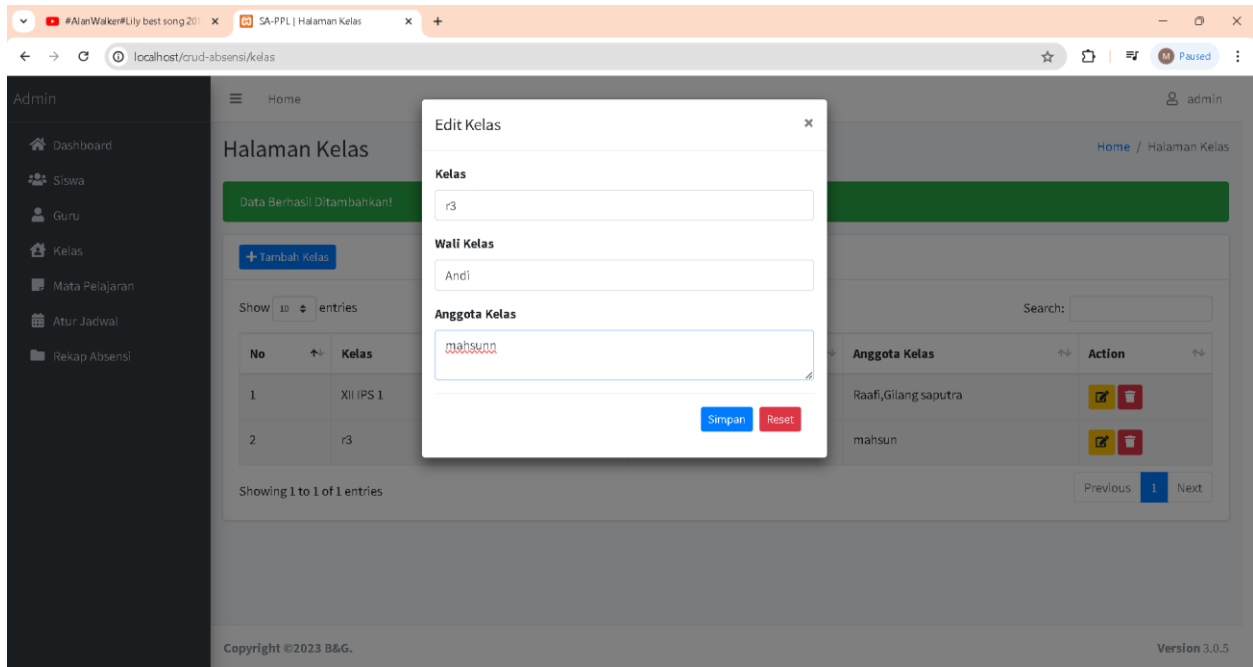 #AlanWalker#Lily best song 201
SA-PPL | Halaman Kelas
localhost/crud-absensi/kelas
M Paused
Admin
Home
admin
Dashboard
Siswa
Guru
Kelas
Mata Pelajaran
Atur Jadwal
Rekap Absensi
Halaman Kelas
Home / Halaman Kelas
Data Berhasil Ditambahkan!
+ Tambah Kelas
Show 10 entries
Search:
No Kelas Anggota Kelas Action
1 XII IPS 1 Raafi,Gilang saputra
2 r3 mahsun
Showing 1 to 1 of 1 entries
Previous 1 Next
Edit Kelas ×
Kelas
r3
Wali Kelas
Andi
Anggota Kelas
mahsunn
Simpan Reset
Copyright ©2023 B&G.
Version 3.0.5